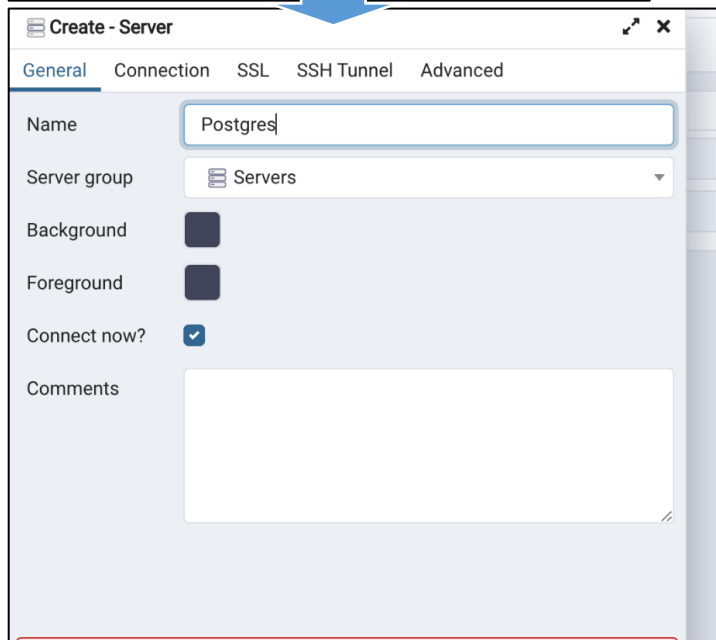 Create - Server
General Connection SSL SSH Tunnel Advanced
Name Postgres
Server group Servers
Background
Foreground
Connect now?
Comments